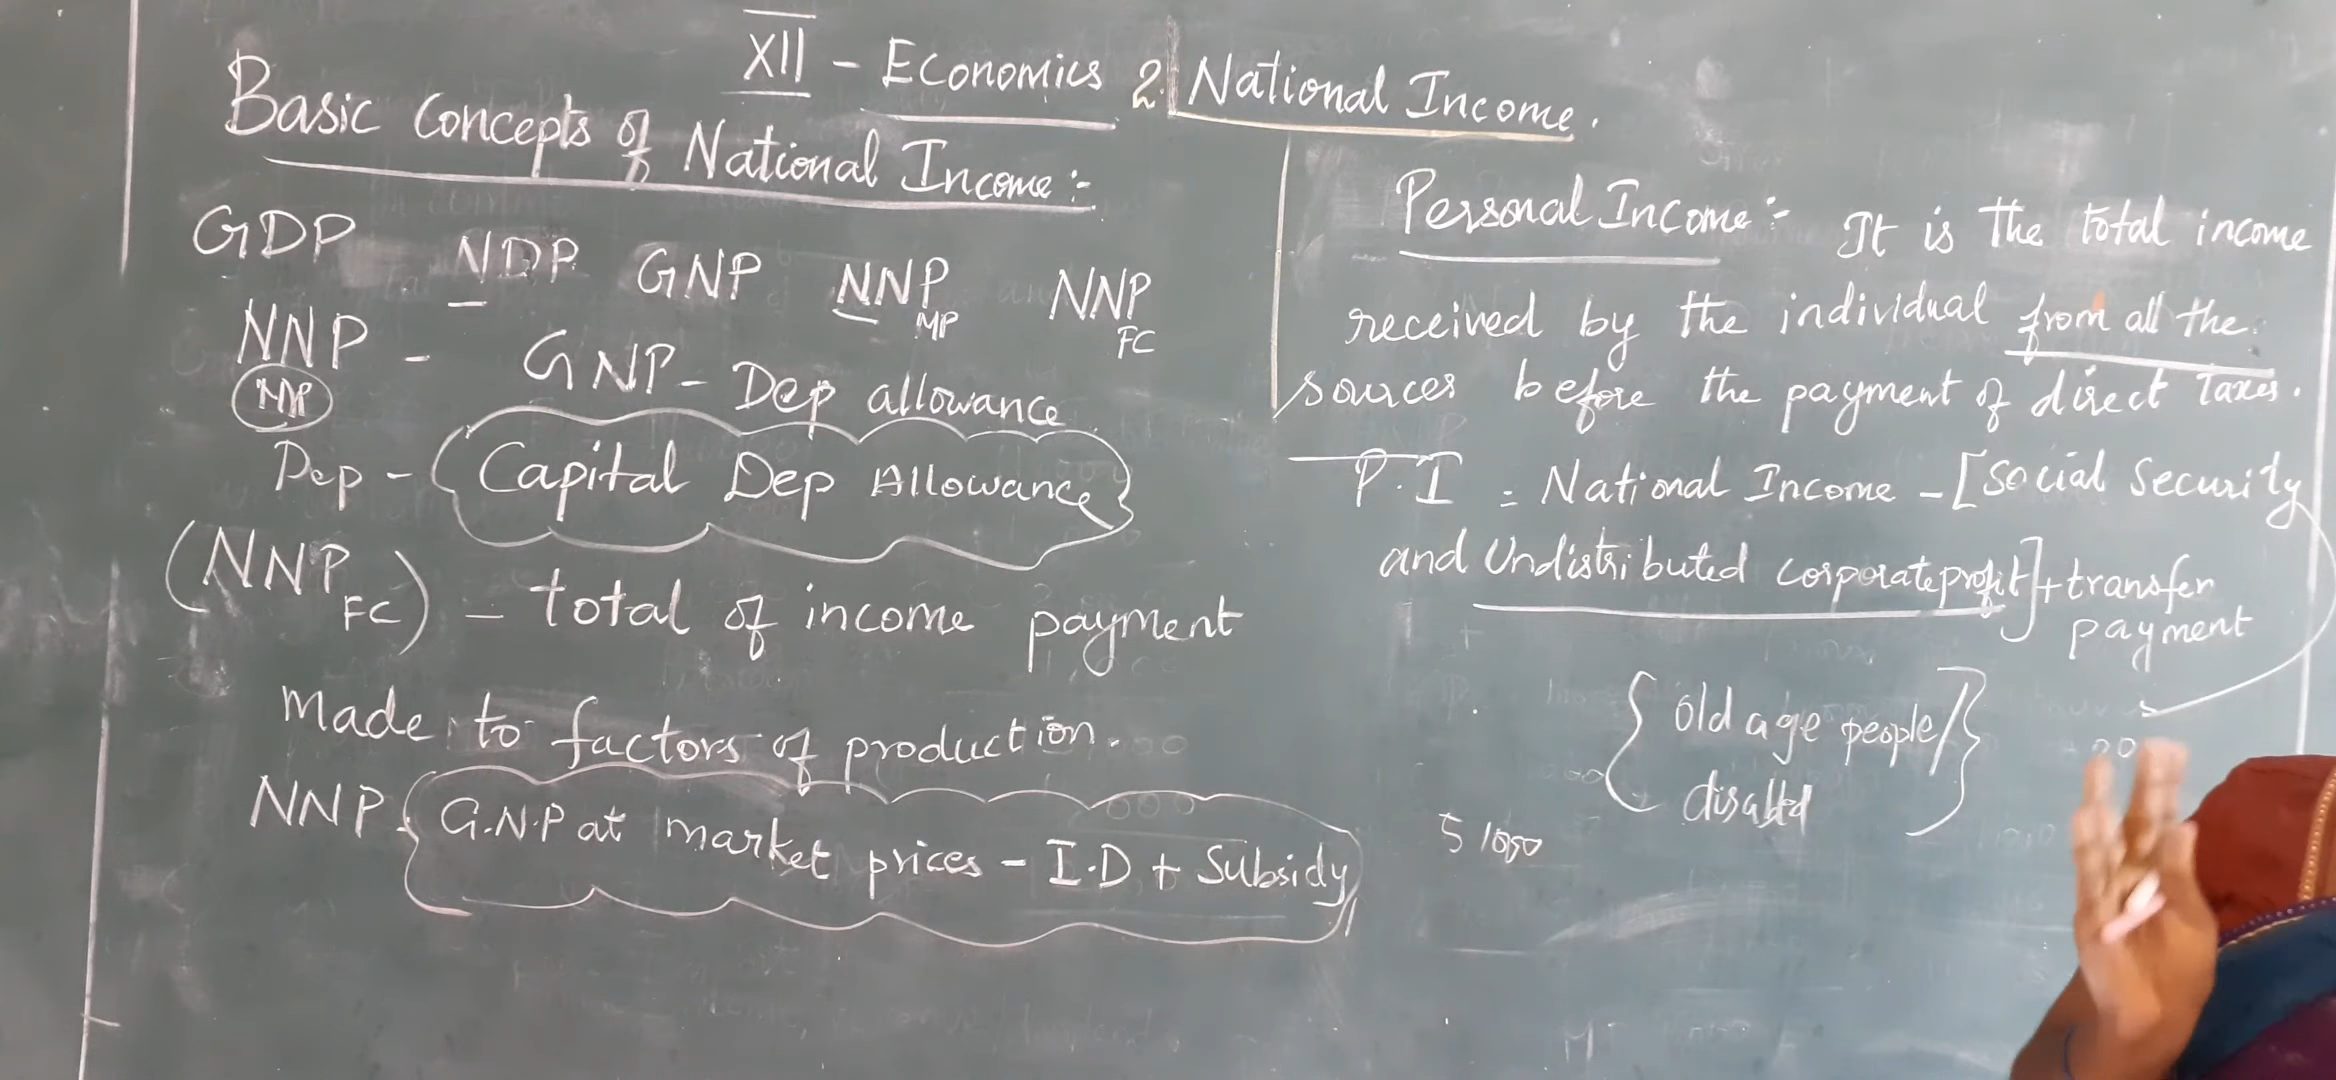 XII - Economics 2. National Income.
Basic Concepts of National Income :-
GDP NDP GNP NNP MP NNP FC
NNP MP - GNP - Dep allowance
Dep - Capital Dep Allowance
(NNP FC) - total of income payment
made to factors of production.
NNP { G.N.P at market prices - I.D + Subsidy
Personal Income :- It is the total income
received by the individual from all the
sources before the payment of direct Taxes.
P.I = National Income - [Social Security
and Undistributed corporate profit] + transfer
payment
{ old age people / }
disabled